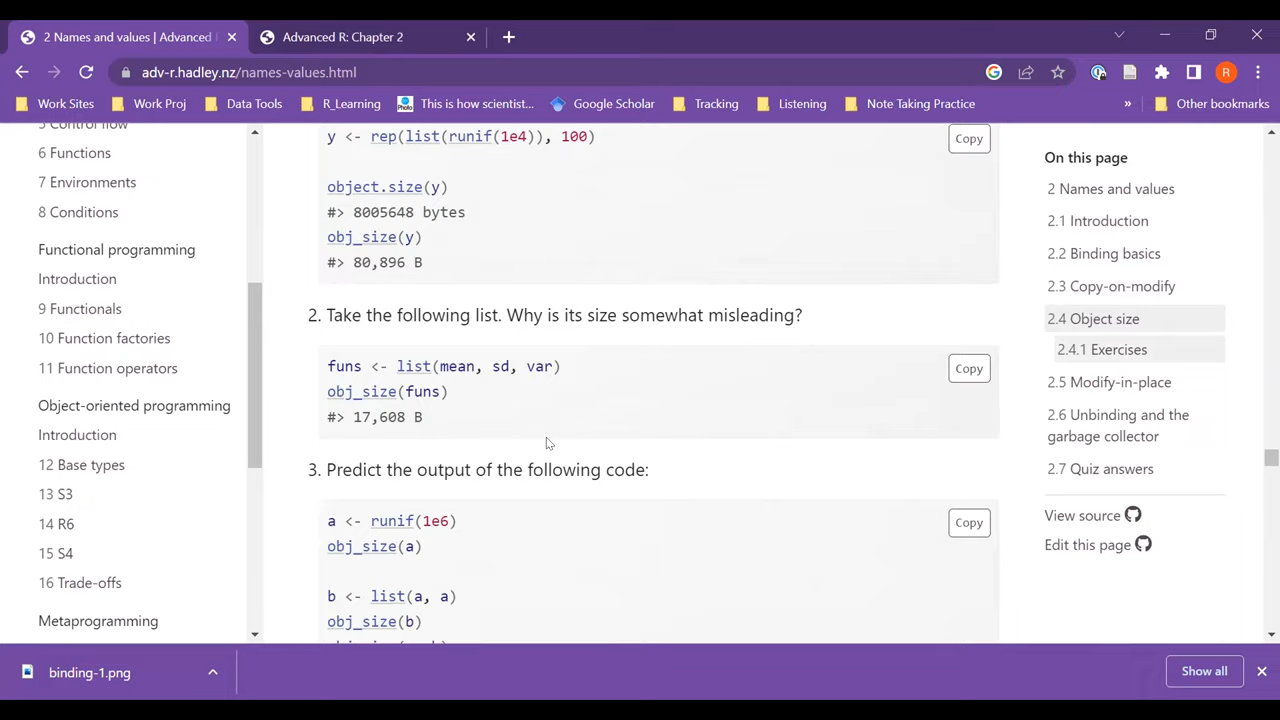 2 Names and values | Advanced
Advanced R: Chapter 2
adv-r.hadley.nz/names-values.html
R
Work Sites
Work Proj
Data Tools
R_Learning
Photo
This is how scientist...
Google Scholar
Tracking
Listening
Note Taking Practice
»
Other bookmarks
5 Control flow
6 Functions
7 Environments
8 Conditions
Functional programming
Introduction
9 Functionals
10 Function factories
11 Function operators
Object-oriented programming
Introduction
12 Base types
13 S3
14 R6
15 S4
16 Trade-offs
Metaprogramming
y <- rep(list(runif(1e4)), 100)
Copy
object.size(y)
#> 8005648 bytes
obj_size(y)
#> 80,896 B
2. Take the following list. Why is its size somewhat misleading?
funs <- list(mean, sd, var)
Copy
obj_size(funs)
#> 17,608 B
3. Predict the output of the following code:
a <- runif(1e6)
Copy
obj_size(a)
b <- list(a, a)
obj_size(b)
On this page
2 Names and values
2.1 Introduction
2.2 Binding basics
2.3 Copy-on-modify
2.4 Object size
2.4.1 Exercises
2.5 Modify-in-place
2.6 Unbinding and the
garbage collector
2.7 Quiz answers
View source
Edit this page
binding-1.png
Show all